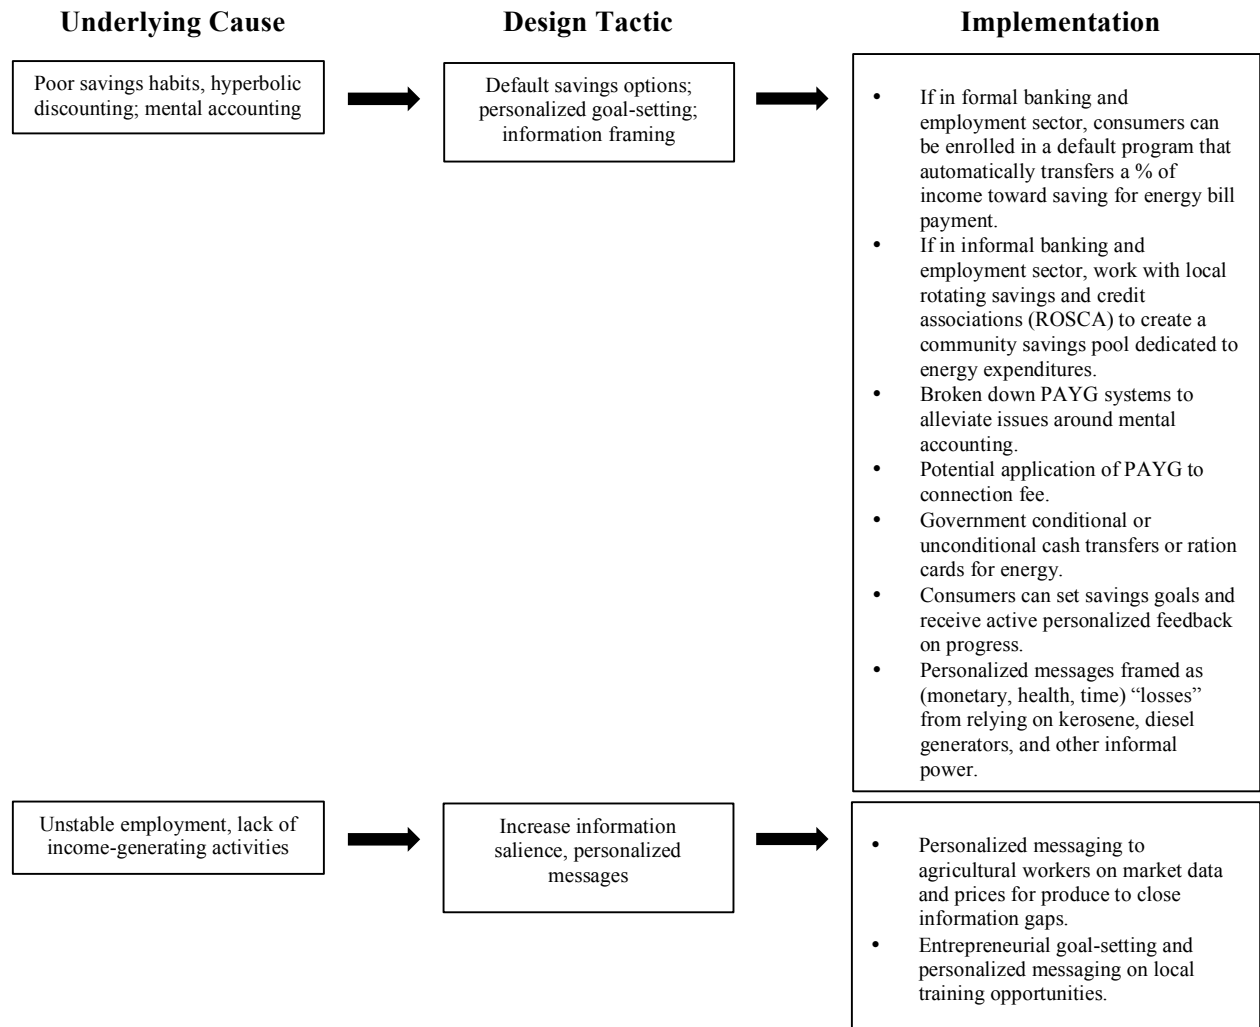 Underlying Cause
Design Tactic
Implementation
Poor savings habits, hyperbolic
discounting; mental accounting
Default savings options;
personalized goal-setting;
information framing
• If in formal banking and
employment sector, consumers can
be enrolled in a default program that
automatically transfers a % of
income toward saving for energy bill
payment.
• If in informal banking and
employment sector, work with local
rotating savings and credit
associations (ROSCA) to create a
community savings pool dedicated to
energy expenditures.
• Broken down PAYG systems to
alleviate issues around mental
accounting.
• Potential application of PAYG to
connection fee.
• Government conditional or
unconditional cash transfers or ration
cards for energy.
• Consumers can set savings goals and
receive active personalized feedback
on progress.
• Personalized messages framed as
(monetary, health, time) “losses”
from relying on kerosene, diesel
generators, and other informal
power.
Unstable employment, lack of
income-generating activities
Increase information
salience, personalized
messages
• Personalized messaging to
agricultural workers on market data
and prices for produce to close
information gaps.
• Entrepreneurial goal-setting and
personalized messaging on local
training opportunities.